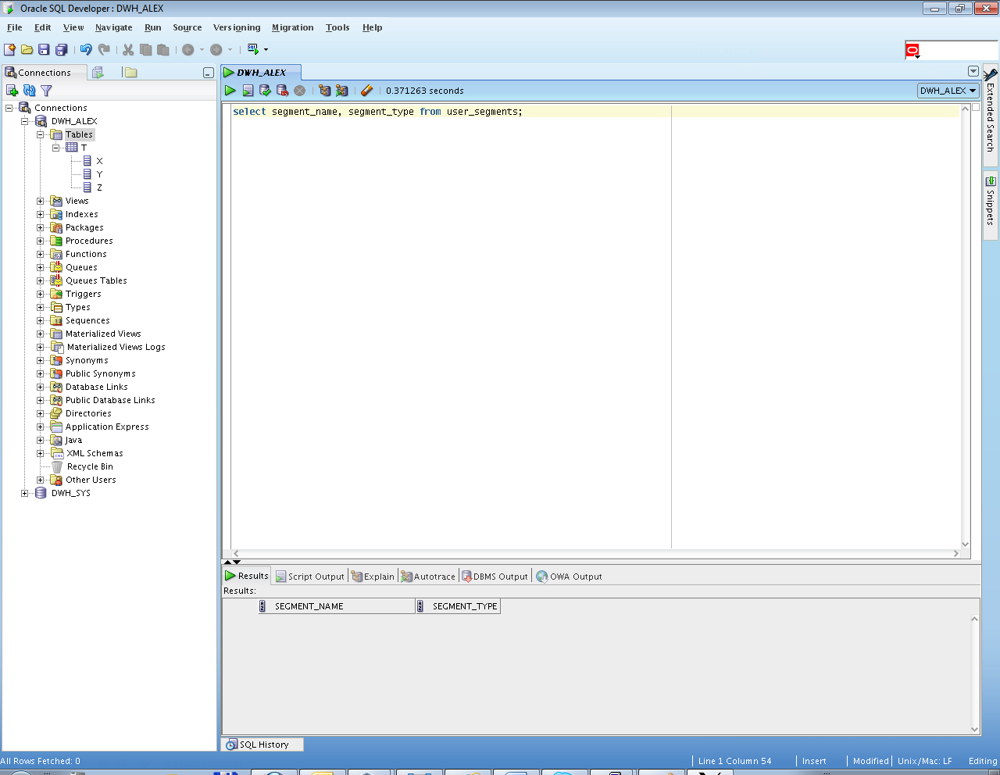 Oracle SQL Developer : DWH_ALEX
File Edit View Navigate Run Source Versioning Migration Tools Help
Connections
DWH_ALEX
0.371263 seconds
DWH_ALEX
Connections
DWH_ALEX
Tables
T
X
Y
Z
Views
Indexes
Packages
Procedures
Functions
Queues
Queues Tables
Triggers
Types
Sequences
Materialized Views
Materialized Views Logs
Synonyms
Public Synonyms
Database Links
Public Database Links
Directories
Application Express
Java
XML Schemas
Recycle Bin
Other Users
DWH_SYS
select segment_name, segment_type from user_segments;
Extended Search
Snippets
Results Script Output Explain Autotrace DBMS Output OWA Output
Results:
SEGMENT_NAME SEGMENT_TYPE
SQL History
All Rows Fetched: 0
Line 1 Column 54 Insert Modified Unix/Mac: LF Editing